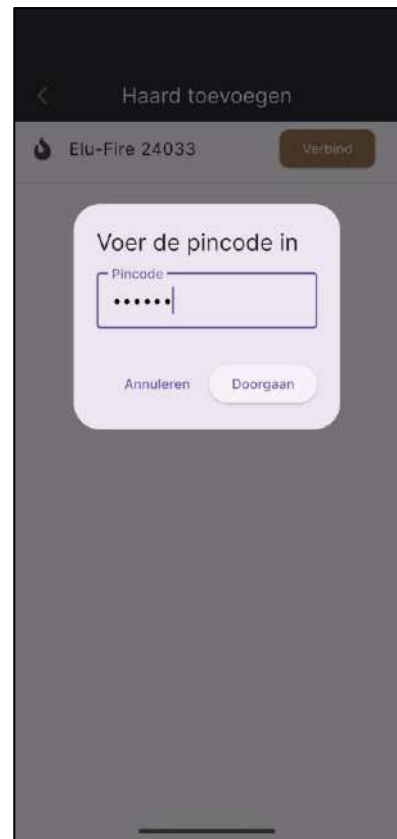 Haard toevoegen
Elu-Fire 24033 Verbind
Voer de pincode in
Pincode
••••••
Annuleren Doorgaan